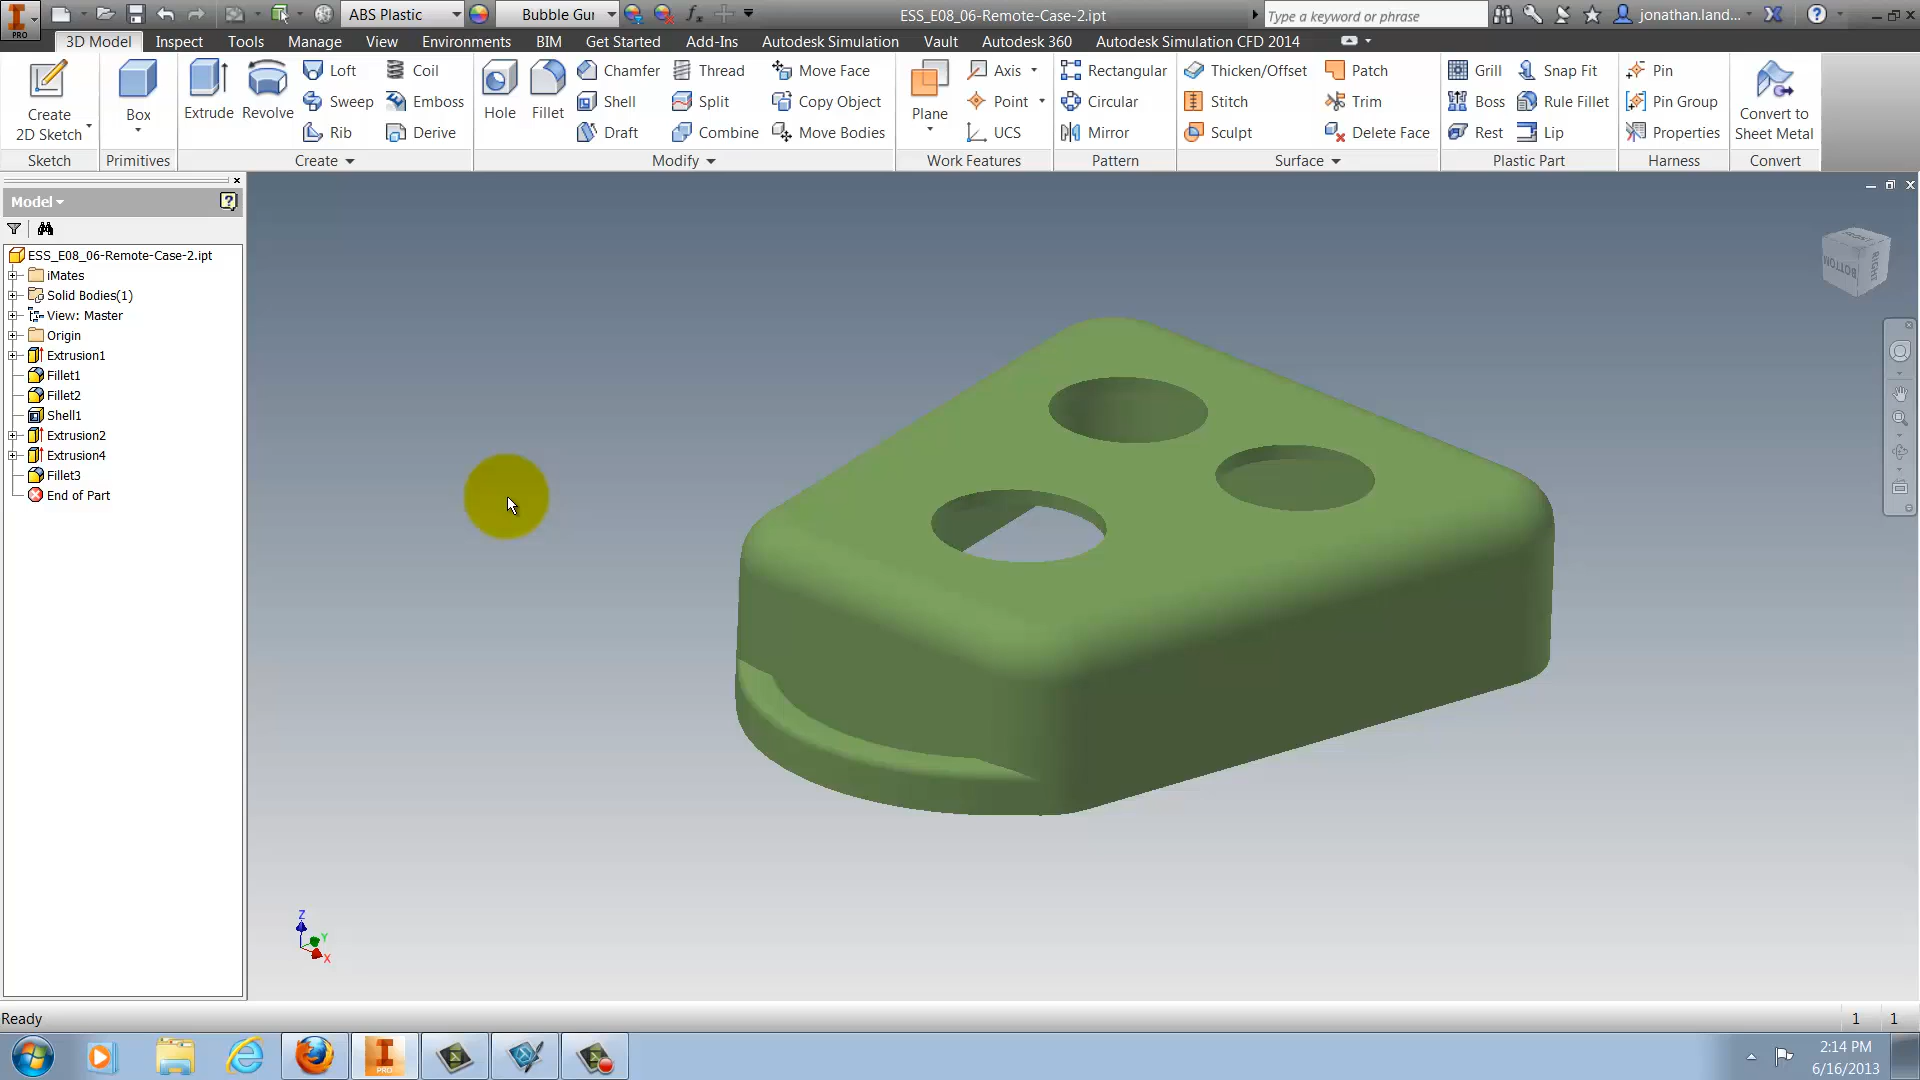 PRO
ABS Plastic
Bubble Gur
fx
ESS_E08_06-Remote-Case-2.ipt
Type a keyword or phrase
jonathan.land...
3D Model
Inspect
Tools
Manage
View
Environments
BIM
Get Started
Add-Ins
Autodesk Simulation
Vault
Autodesk 360
Autodesk Simulation CFD 2014
Create
2D Sketch
Sketch
Box
Primitives
Extrude
Revolve
Loft
Sweep
Rib
Coil
Emboss
Derive
Create
Hole
Fillet
Chamfer
Shell
Draft
Thread
Split
Combine
Move Face
Copy Object
Move Bodies
Modify
Plane
Axis
Point
UCS
Work Features
Rectangular
Circular
Mirror
Pattern
Thicken/Offset
Stitch
Sculpt
Patch
Trim
Delete Face
Surface
Grill
Boss
Rest
Snap Fit
Rule Fillet
Lip
Plastic Part
Pin
Pin Group
Properties
Harness
Convert to
Sheet Metal
Convert
Model
ESS_E08_06-Remote-Case-2.ipt
iMates
Solid Bodies(1)
View: Master
Origin
Extrusion1
Fillet1
Fillet2
Shell1
Extrusion2
Extrusion4
Fillet3
End of Part
FRONT
BOTTOM
RIGHT
Z
Y
X
Ready
1
1
PRO
2:14 PM
6/16/2013